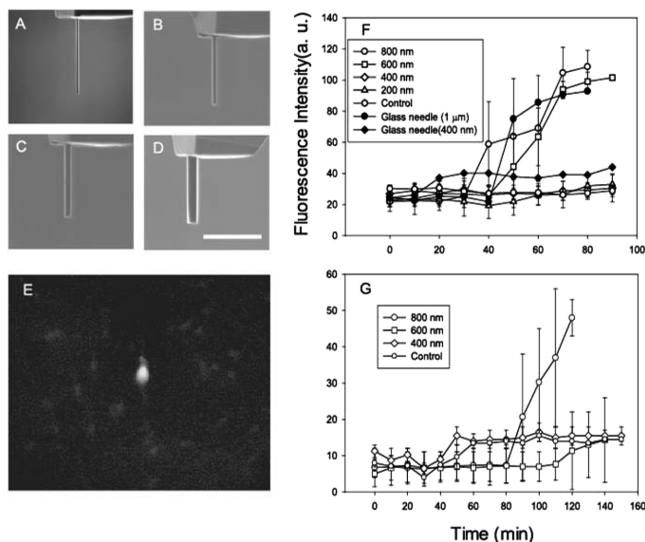 A
B
C
D
E
F
Fluorescence Intensity(a. u.)
140
120
100
80
60
40
20
0
800 nm
600 nm
400 nm
200 nm
Control
Glass needle (1 μm)
Glass needle(400 nm)
0 20 40 60 80 100
G
60
50
40
30
20
10
0
800 nm
600 nm
400 nm
Control
0 20 40 60 80 100 120 140 160
Time (min)